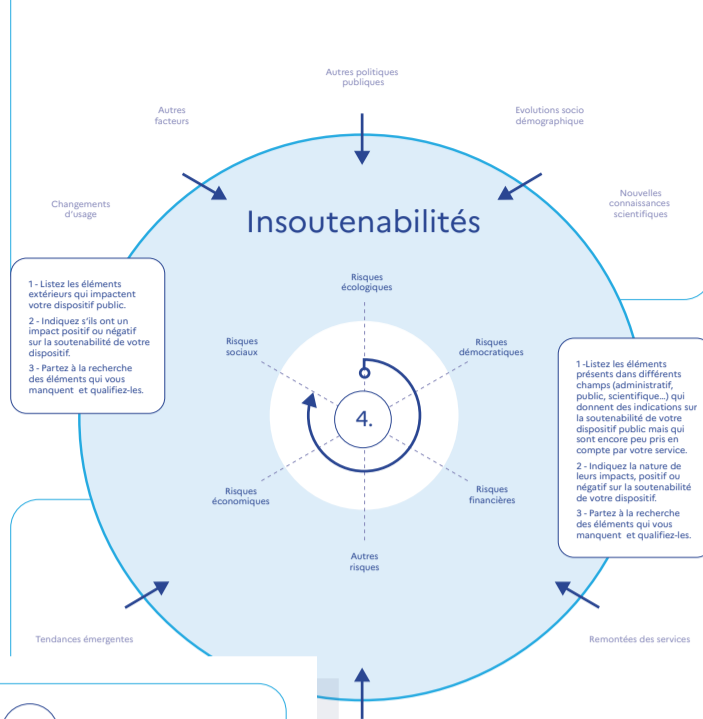 Autres politiques
publiques
Autres
facteurs
Evolutions socio
démographique
Changements
d'usage
Nouvelles
connaissances
scientifiques
Insoutenabilités
1 - Listez les éléments
extérieurs qui impactent
votre dispositif public.
2 - Indiquez s'ils ont un
impact positif ou négatif
sur la soutenabilité de votre
dispositif.
3 - Partez à la recherche
des éléments qui vous
manquent et qualifiez-les.
Risques
écologiques
Risques
sociaux
Risques
démocratiques
4.
Risques
économiques
Risques
financières
Autres
risques
1 -Listez les éléments
présents dans différents
champs (administratif,
public, scientifique...) qui
donnent des indications sur
la soutenabilité de votre
dispositif public mais qui
sont encore peu pris en
compte par votre service.
2 - Indiquez la nature de
leurs impacts, positif ou
négatif sur la soutenabilité
de votre dispositif.
3 - Partez à la recherche
des éléments qui vous
manquent et qualifiez-les.
Tendances émergentes
Remontées des services